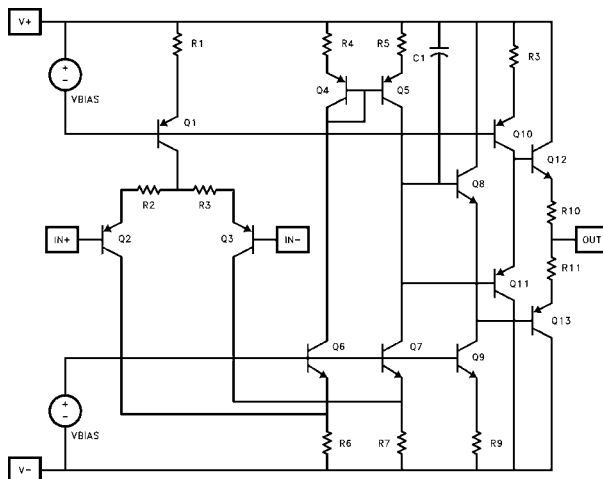 V+
R1
R4
R5
C1
R3
VBIAS
Q4
Q5
Q1
Q10
Q12
Q8
R2
R3
R10
IN+
Q2
Q3
IN-
OUT
R11
Q11
Q13
Q6
Q7
Q9
VBIAS
R6
R7
R9
V-